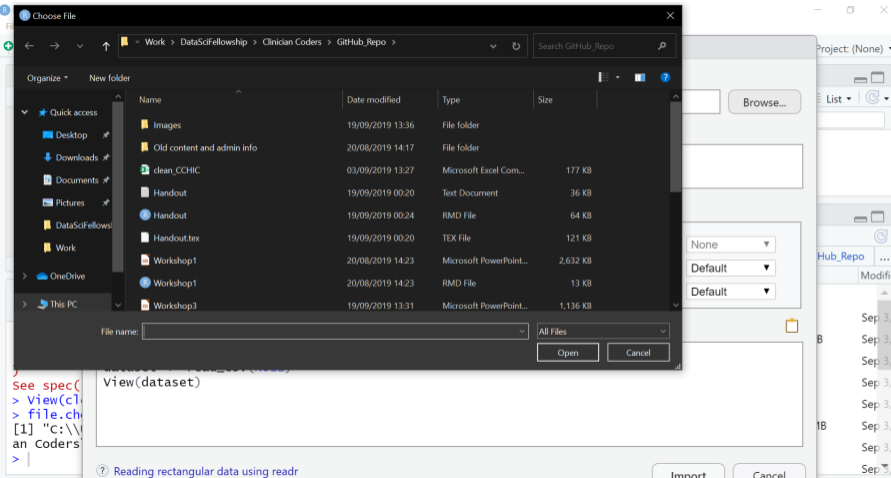 Choose File
Work > DataSciFellowship > Clinician Coders > GitHub_Repo >
Search GitHub_Repo
Organize
New folder
Name Date modified Type Size
Quick access
Desktop
Downloads
Documents
Pictures
DataSciFellowsh
Work
OneDrive
This PC
Images 19/09/2019 13:36 File folder
Old content and admin info 20/08/2019 14:17 File folder
clean_CCHIC 03/09/2019 13:27 Microsoft Excel Com... 177 KB
Handout 19/09/2019 00:20 Text Document 36 KB
Handout 19/09/2019 00:24 RMD File 64 KB
Handout.tex 19/09/2019 00:20 TEX File 121 KB
Workshop1 20/08/2019 14:23 Microsoft PowerPoint... 2,632 KB
Workshop1 20/08/2019 14:23 RMD File 13 KB
Workshop3 19/09/2019 13:31 Microsoft PowerPoint... 1,136 KB
File name:
All Files
Open Cancel
Project: (None)
Browse...
List
None
Default
Default
Hub_Repo ...
Modifi
Sep 3,
B Sep 3,
Sep 3,
Sep 3,
Sep 3,
MB Sep 3,
Sep 3,
Sep 3,
View(dataset)
See spec(
> View(cl
> file.ch
[1] "C:\\
an Coders
>
? Reading rectangular data using readr
Import Cancel